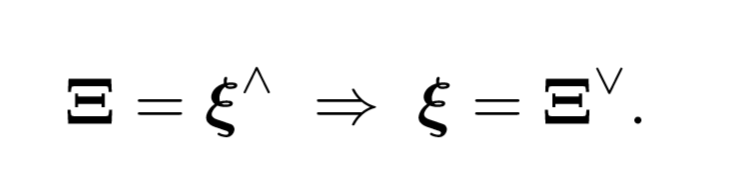 Ξ = ξ^∧ ⇒ ξ = Ξ^∨.